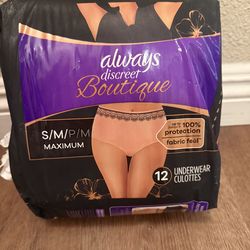 always
discreet
Boutique
S/M/P/M
MAXIMUM
up to 100%
protection
fabric feel
12 UNDERWEAR
CULOTTES